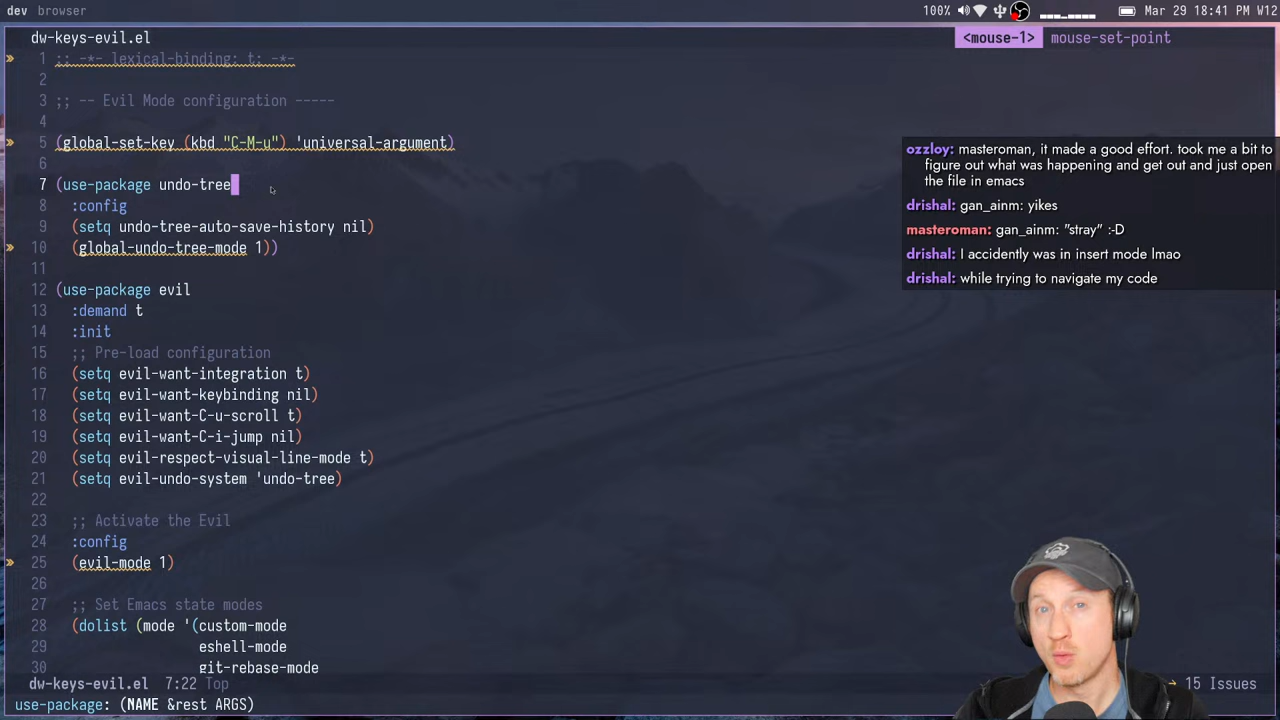 dev browser
100% Mar 29 18:41 PM W12
dw-keys-evil.el
<mouse-1> mouse-set-point
1 ;; -*- lexical-binding: t; -*-
2
3 ;; -- Evil Mode configuration -----
4
5 (global-set-key (kbd "C-M-u") 'universal-argument)
6
7 (use-package undo-tree
8 :config
9 (setq undo-tree-auto-save-history nil)
10 (global-undo-tree-mode 1))
11
12 (use-package evil
13 :demand t
14 :init
15 ;; Pre-load configuration
16 (setq evil-want-integration t)
17 (setq evil-want-keybinding nil)
18 (setq evil-want-C-u-scroll t)
19 (setq evil-want-C-i-jump nil)
20 (setq evil-respect-visual-line-mode t)
21 (setq evil-undo-system 'undo-tree)
22
23 ;; Activate the Evil
24 :config
25 (evil-mode 1)
26
27 ;; Set Emacs state modes
28 (dolist (mode '(custom-mode
29 eshell-mode
30 git-rebase-mode
ozzloy: masteroman, it made a good effort. took me a bit to
figure out what was happening and get out and just open
the file in emacs
drishal: gan_ainm: yikes
masteroman: gan_ainm: "stray" :-D
drishal: I accidently was in insert mode lmao
drishal: while trying to navigate my code
dw-keys-evil.el 7:22 Top
15 Issues
use-package: (NAME &rest ARGS)